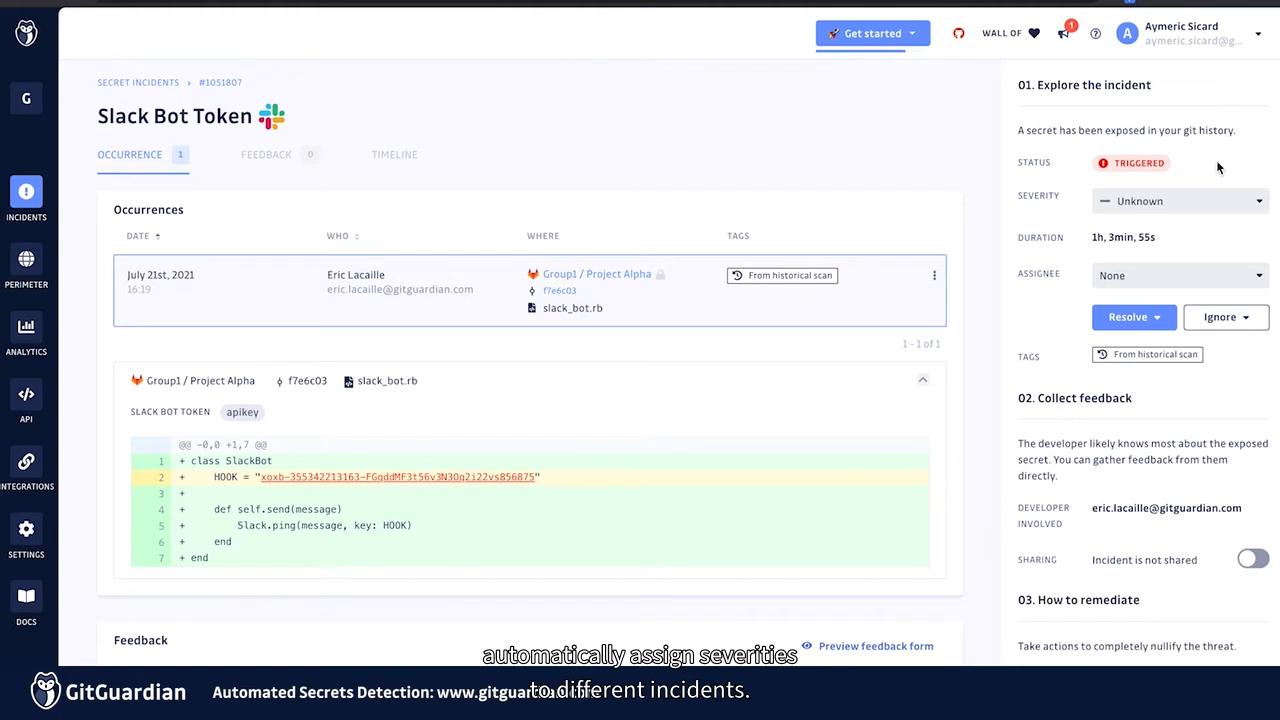 Get started
WALL OF
1
A
Aymeric Sicard
aymeric.sicard@g...
G
INCIDENTS
PERIMETER
ANALYTICS
API
INTEGRATIONS
SETTINGS
DOCS
SECRET INCIDENTS > #1051807
Slack Bot Token
OCCURRENCE 1 FEEDBACK 0 TIMELINE
Occurrences
DATE WHO WHERE TAGS
July 21st, 2021 Eric Lacaille Group1 / Project Alpha From historical scan
16:19 eric.lacaille@gitguardian.com f7e6c03
slack_bot.rb
1 - 1 of 1
Group1 / Project Alpha f7e6c03 slack_bot.rb
SLACK BOT TOKEN apikey
@@ -0,0 +1,7 @@
1 + class SlackBot
2 + HOOK = "xoxb-355342213163-FGqddMF3t56v3N3Oq2i22vs856875"
3 +
4 + def self.send(message)
5 + Slack.ping(message, key: HOOK)
6 + end
7 + end
Feedback Preview feedback form
01. Explore the incident
A secret has been exposed in your git history.
STATUS TRIGGERED
SEVERITY Unknown
DURATION 1h, 3min, 55s
ASSIGNEE None
Resolve Ignore
TAGS From historical scan
02. Collect feedback
The developer likely knows most about the exposed
secret. You can gather feedback from them
directly.
DEVELOPER eric.lacaille@gitguardian.com
INVOLVED
SHARING Incident is not shared
03. How to remediate
Take actions to completely nullify the threat.
automatically assign severities
to different incidents.
GitGuardian Automated Secrets Detection: